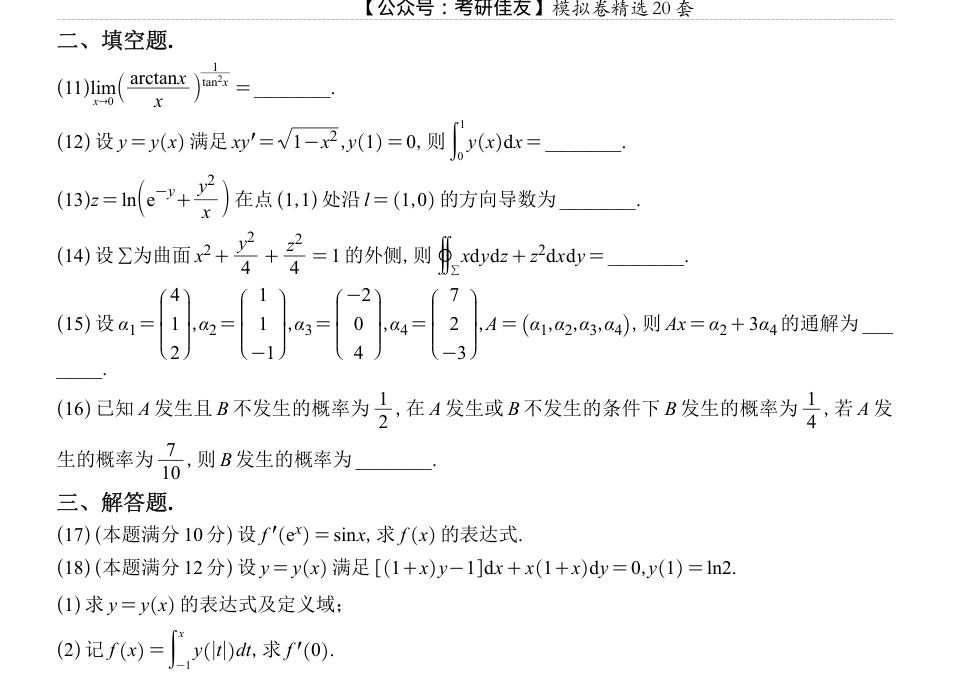 【公众号：考研佳友】模拟卷精选20套
二、填空题.
(11) lim_{x→0} ( arctanx / x )^{1/tan²x} = ________.
(12) 设 y = y(x) 满足 xy′ = √(1−x²), y(1) = 0, 则 ∫_0^1 y(x)dx = ________.
(13) z = ln( e^{−y} + y²/x ) 在点 (1,1) 处沿 l = (1,0) 的方向导数为 ________.
(14) 设 Σ 为曲面 x² + y²/4 + z²/4 = 1 的外侧, 则 ∯_Σ xdydz + z²dxdy = ________.
(15) 设 α₁ = (4 1 2), α₂ = (1 1 −1), α₃ = (−2 0 4), α₄ = (7 2 −3), A = (α₁,α₂,α₃,α₄), 则 Ax = α₂ + 3α₄ 的通解为 ___
_____.
(16) 已知 A 发生且 B 不发生的概率为 1/2, 在 A 发生或 B 不发生的条件下 B 发生的概率为 1/4, 若 A 发
生的概率为 7/10, 则 B 发生的概率为 ________.
三、解答题.
(17) (本题满分 10 分) 设 f′(e^x) = sinx, 求 f(x) 的表达式.
(18) (本题满分 12 分) 设 y = y(x) 满足 [(1+x)y−1]dx + x(1+x)dy = 0, y(1) = ln2.
(1) 求 y = y(x) 的表达式及定义域;
(2) 记 f(x) = ∫_{−1}^x y(|t|)dt, 求 f′(0).